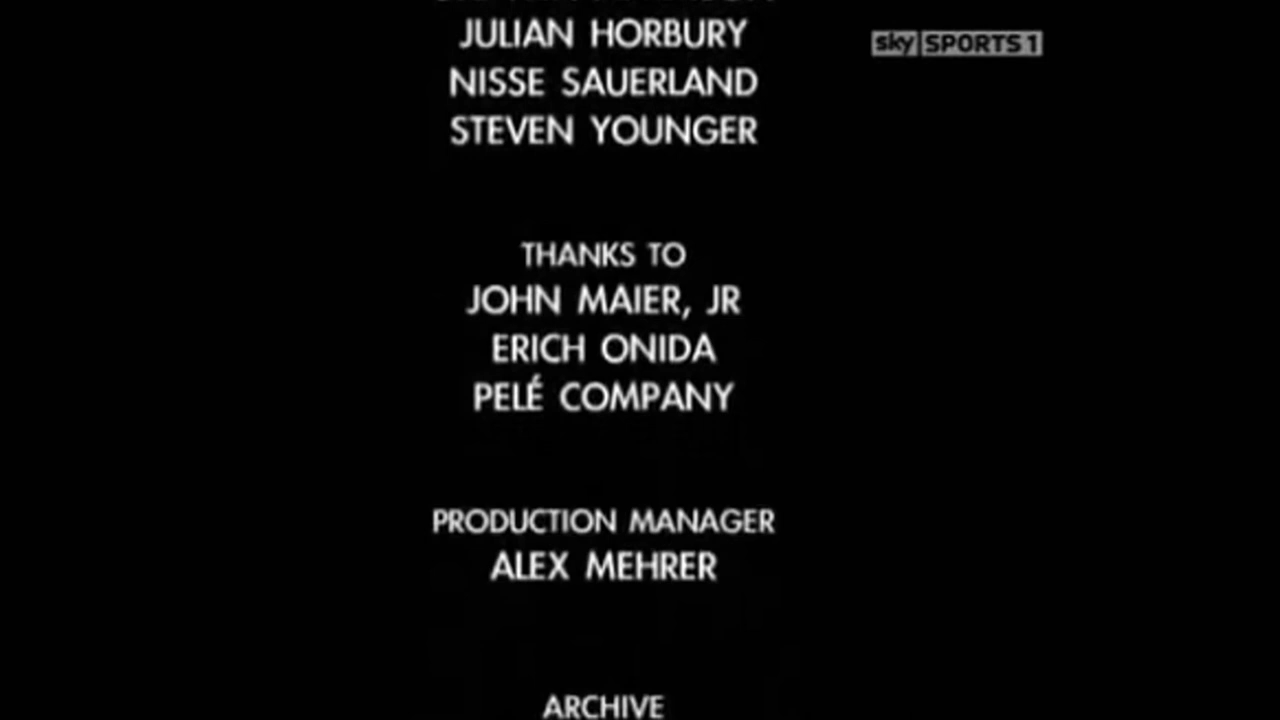 JULIAN HORBURY
sky SPORTS 1
NISSE SAUERLAND
STEVEN YOUNGER
THANKS TO
JOHN MAIER, JR
ERICH ONIDA
PELÉ COMPANY
PRODUCTION MANAGER
ALEX MEHRER
ARCHIVE